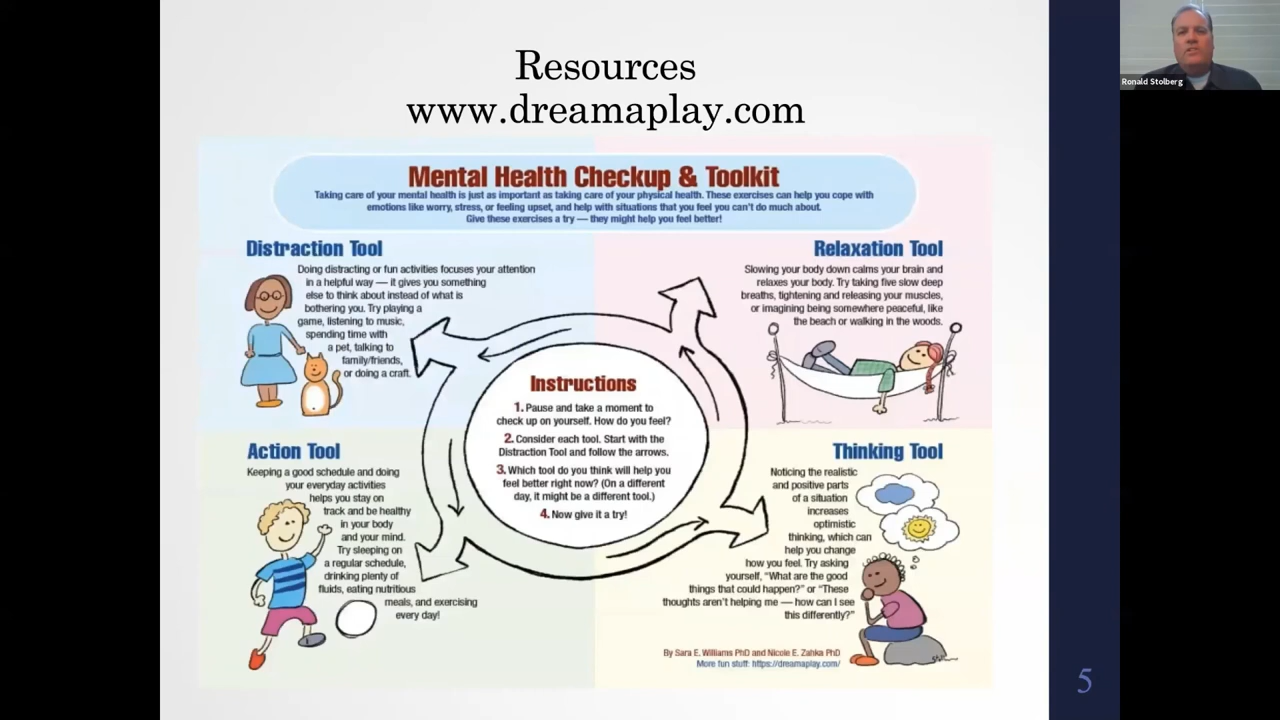 Resources
www.dreamaplay.com
Ronald Stolberg
Mental Health Checkup & Toolkit
Taking care of your mental health is just as important as taking care of your physical health. These exercises can help you cope with
emotions like worry, stress, or feeling upset, and help with situations that you feel you can't do much about.
Give these exercises a try — they might help you feel better!
Distraction Tool
Doing distracting or fun activities focuses your attention
in a helpful way — it gives you something
else to think about instead of what is
bothering you. Try playing a
game, listening to music,
spending time with
a pet, talking to
family/friends,
or doing a craft.
Relaxation Tool
Slowing your body down calms your brain and
relaxes your body. Try taking five slow deep
breaths, tightening and releasing your muscles,
or imagining being somewhere peaceful, like
the beach or walking in the woods.
Instructions
1. Pause and take a moment to
check up on yourself. How do you feel?
2. Consider each tool. Start with the
Distraction Tool and follow the arrows.
3. Which tool do you think will help you
feel better right now? (On a different
day, it might be a different tool.)
4. Now give it a try!
Action Tool
Keeping a good schedule and doing
your everyday activities
helps you stay on
track and be healthy
in your body
and your mind.
Try sleeping on
a regular schedule,
drinking plenty of
fluids, eating nutritious
meals, and exercising
every day!
Thinking Tool
Noticing the realistic
and positive parts
of a situation
increases
optimistic
thinking, which can
help you change
how you feel. Try asking
yourself, "What are the good
things that could happen?" or "These
thoughts aren't helping me — how can I see
this differently?"
By Sara E. Williams PhD and Nicole E. Zahka PhD
More fun stuff: https://dreamaplay.com/
5